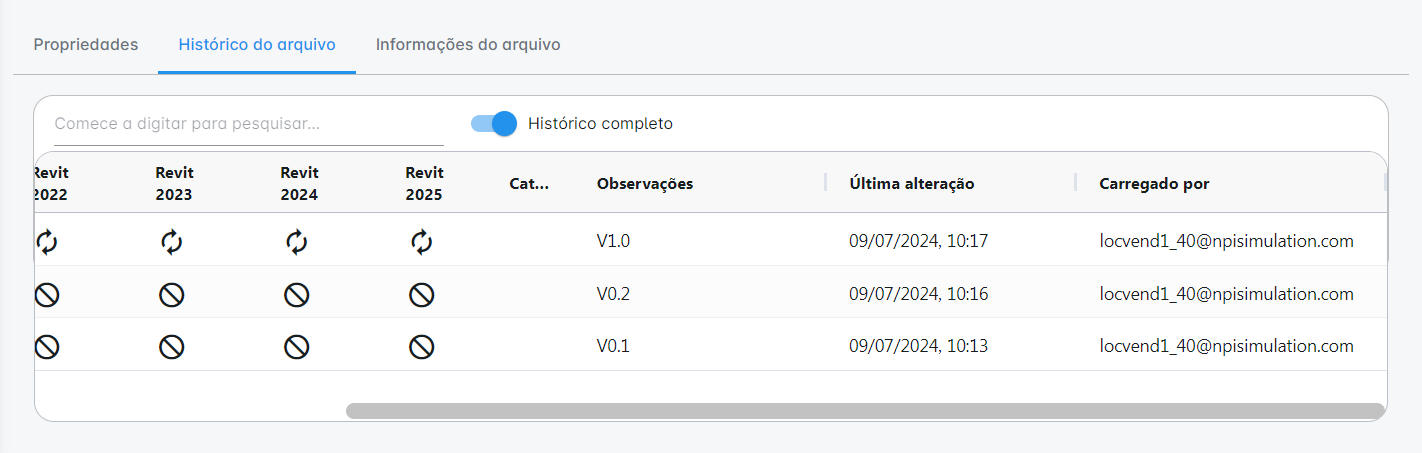 Propriedades Histórico do arquivo Informações do arquivo
Comece a digitar para pesquisar... Histórico completo
Revit 2022 Revit 2023 Revit 2024 Revit 2025 Cat... Observações Última alteração Carregado por
V1.0 09/07/2024, 10:17 locvend1_40@npisimulation.com
V0.2 09/07/2024, 10:16 locvend1_40@npisimulation.com
V0.1 09/07/2024, 10:13 locvend1_40@npisimulation.com